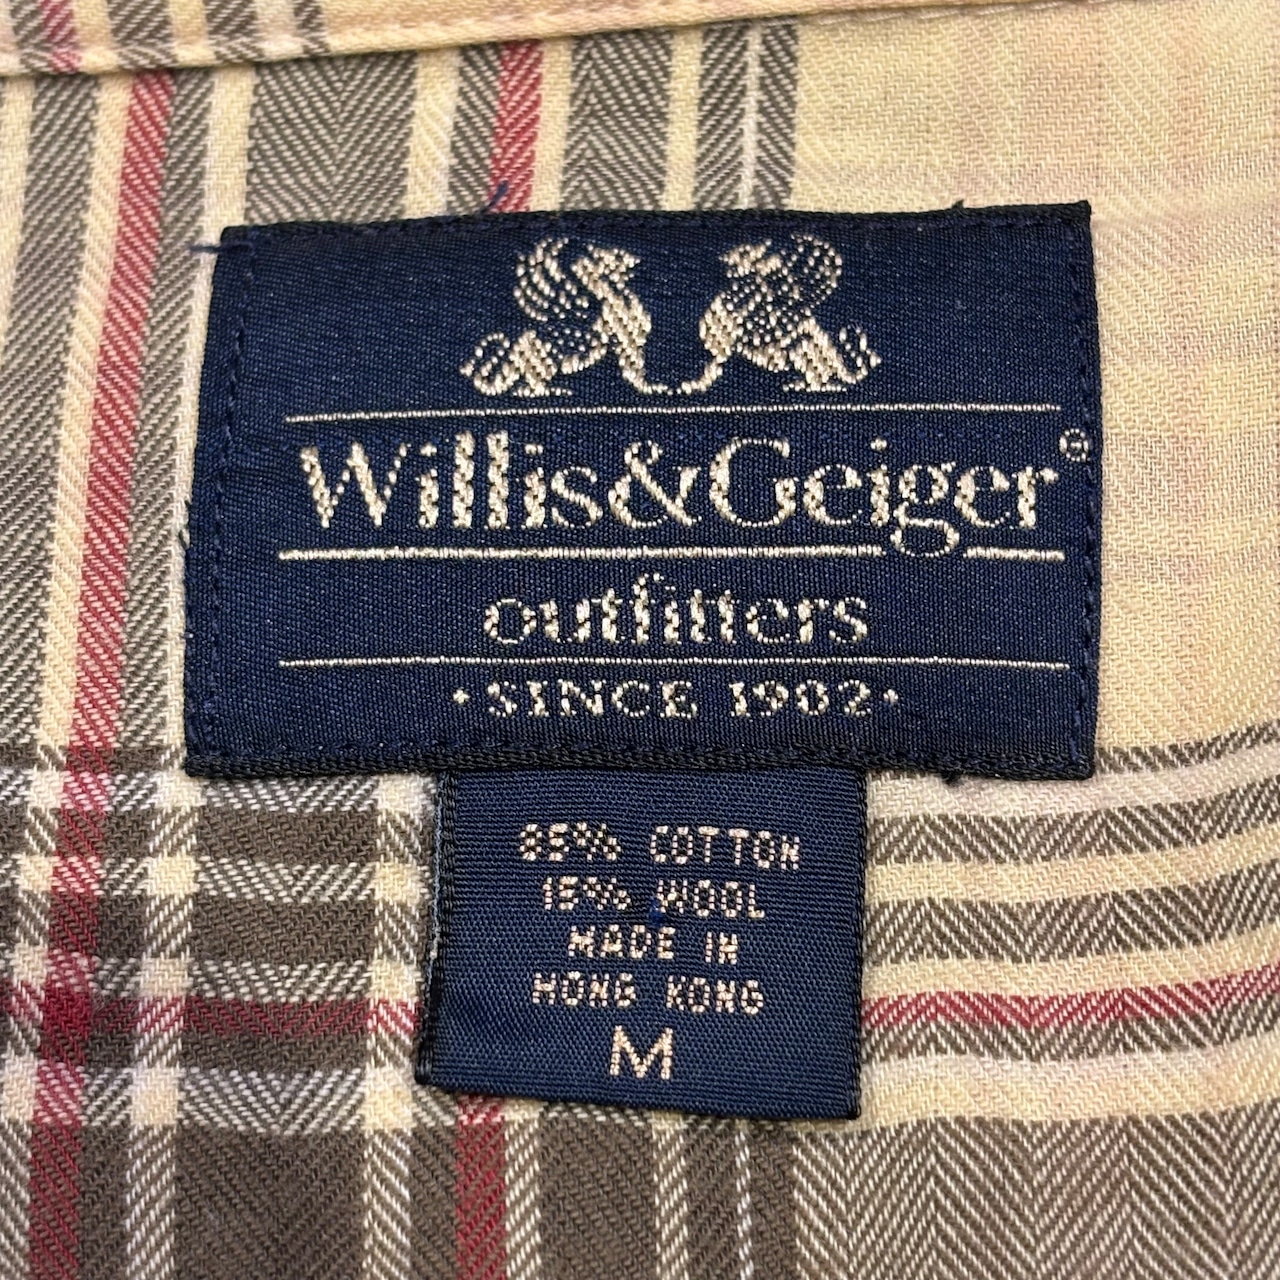 Willis&Geiger®
outfitters
·SINCE 1902·
85% COTTON
15% WOOL
MADE IN
HONG KONG
M